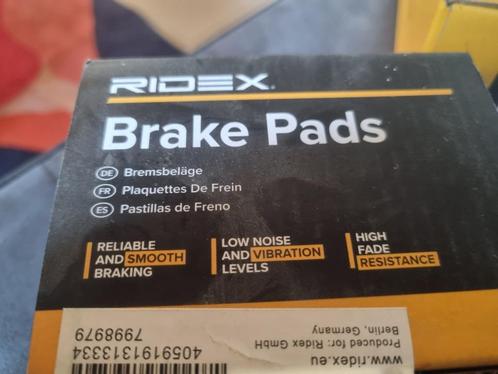 RIDEX
Brake Pads
DE Bremsbeläge
FR Plaquettes De Frein
ES Pastillas de Freno
RELIABLE
AND SMOOTH
BRAKING
LOW NOISE
AND VIBRATION
LEVELS
HIGH
FADE
RESISTANCE
www.ridex.eu
Produced for: Ridex GmbH
Berlin, Germany
4059191313334
7998979